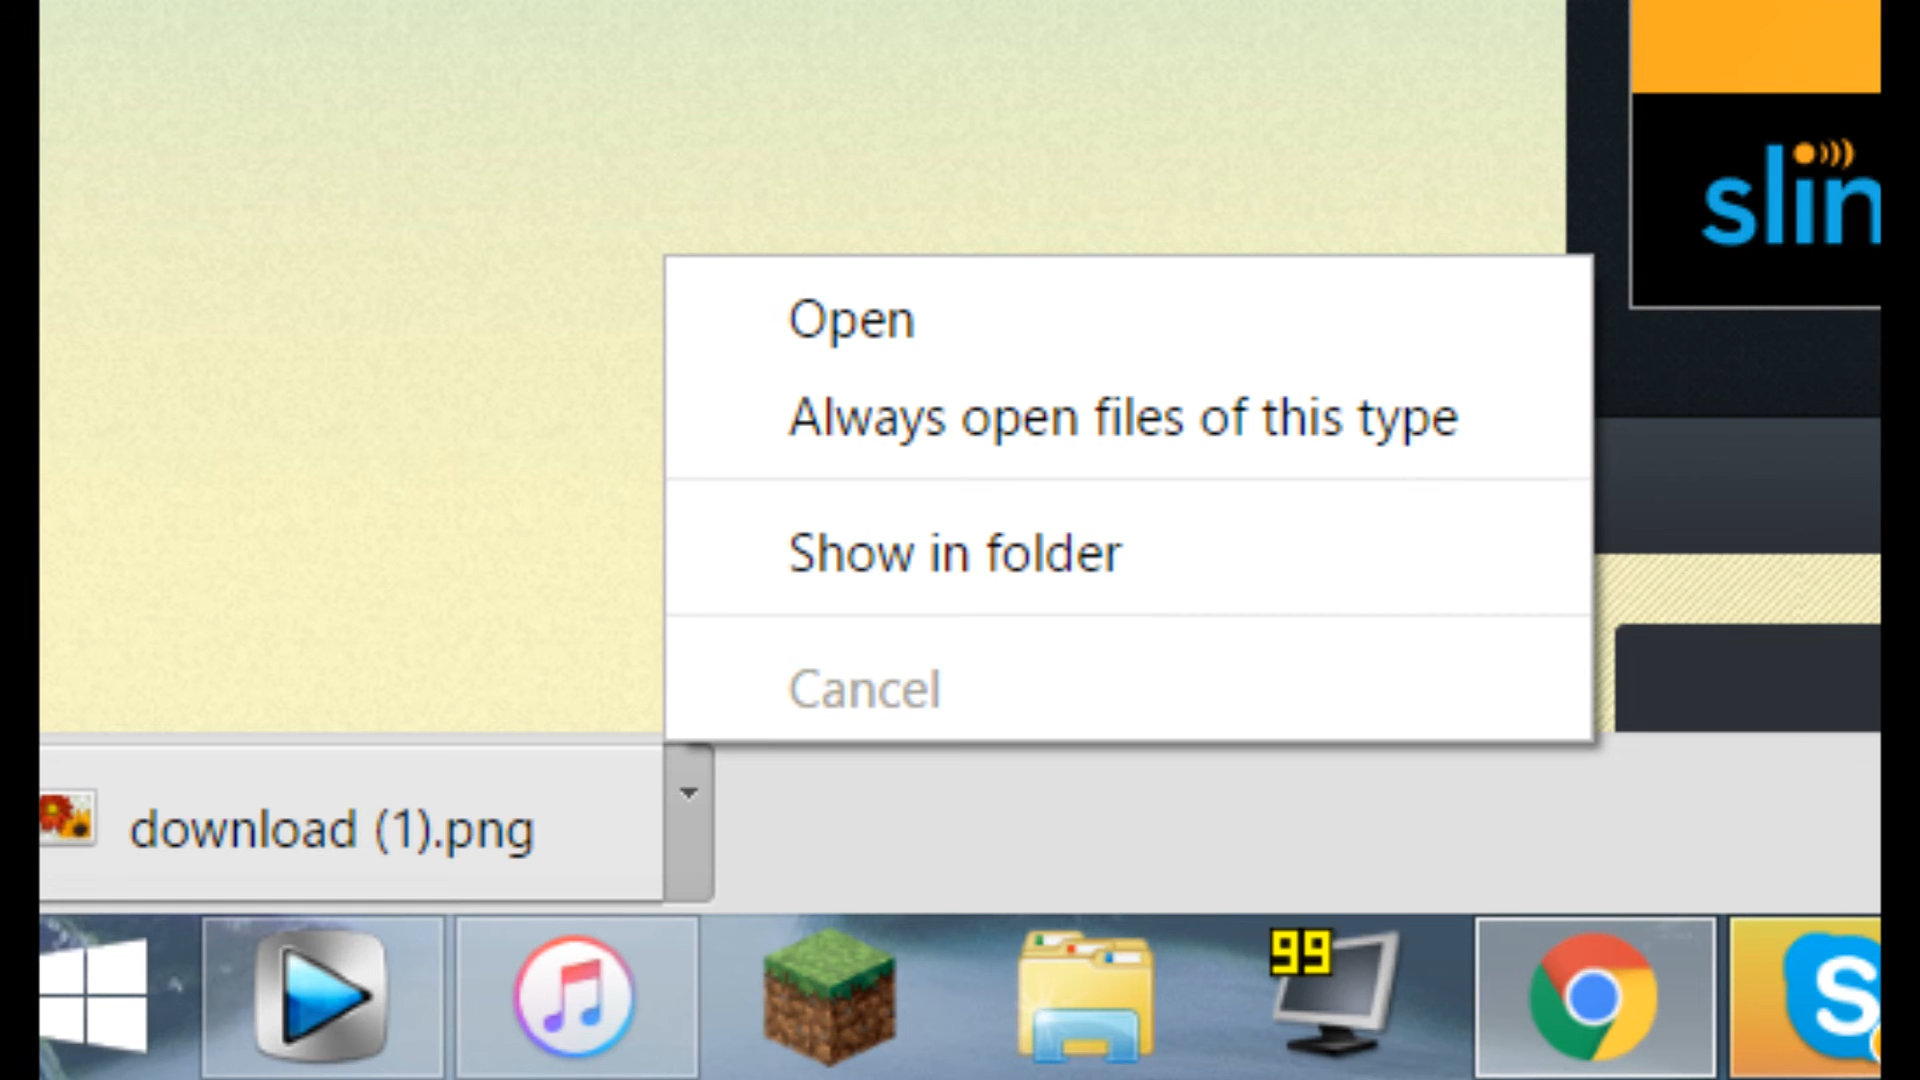 slin
Open
Always open files of this type
Show in folder
Cancel
download (1).png
99
S